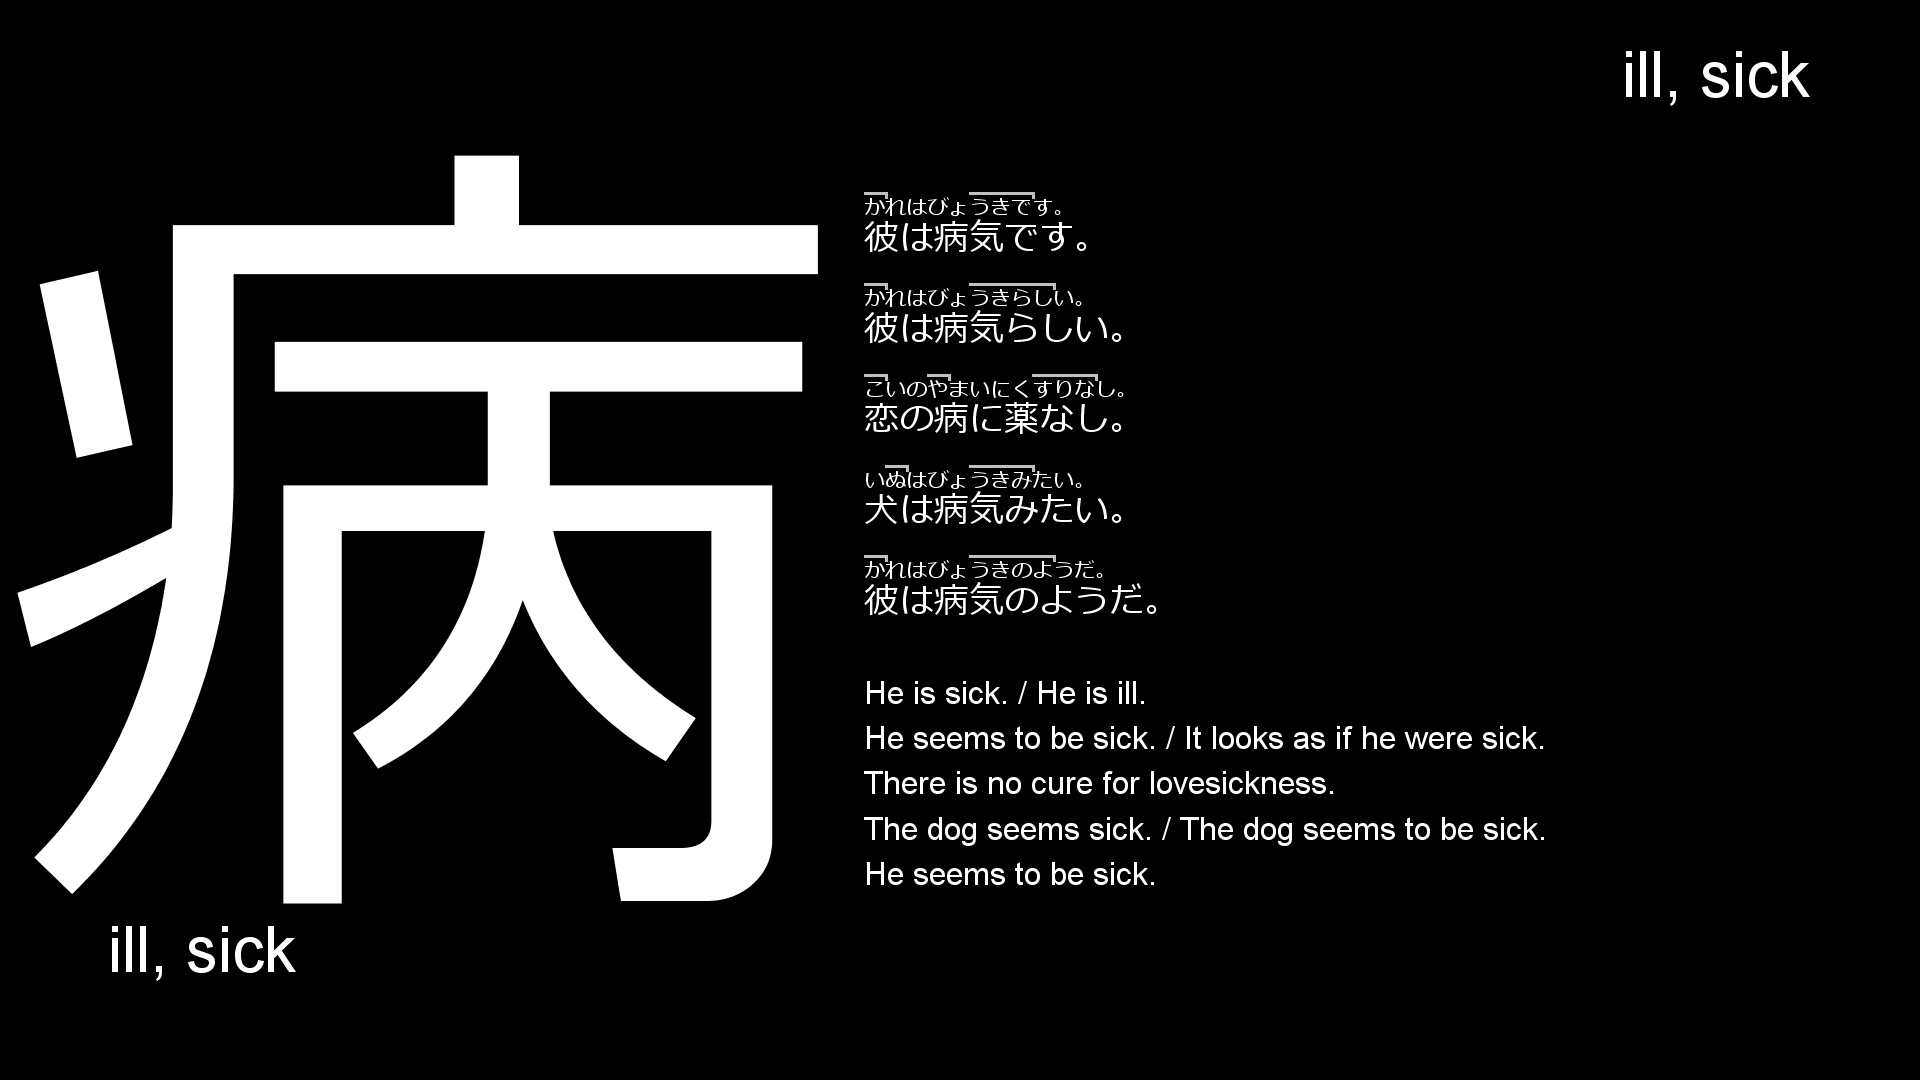 ill, sick
病
かれはびょうきです。
彼は病気です。
かれはびょうきらしい。
彼は病気らしい。
こいのやまいにくすりなし。
恋の病に薬なし。
いぬはびょうきみたい。
犬は病気みたい。
かれはびょうきのようだ。
彼は病気のようだ。
He is sick. / He is ill.
He seems to be sick. / It looks as if he were sick.
There is no cure for lovesickness.
The dog seems sick. / The dog seems to be sick.
He seems to be sick.
ill, sick